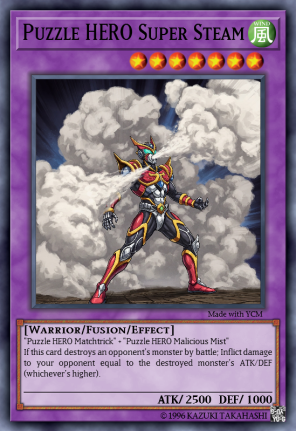 Puzzle HERO Super Steam
WIND
風
Made with YCM
[Warrior/Fusion/Effect]
"Puzzle HERO Matchtrick" + "Puzzle HERO Malicious Mist"
If this card destroys an opponent's monster by battle: Inflict damage
to your opponent equal to the destroyed monster's ATK/DEF
(whichever's higher).
ATK/ 2500 DEF/ 1000
©1996 KAZUKI TAKAHASHI